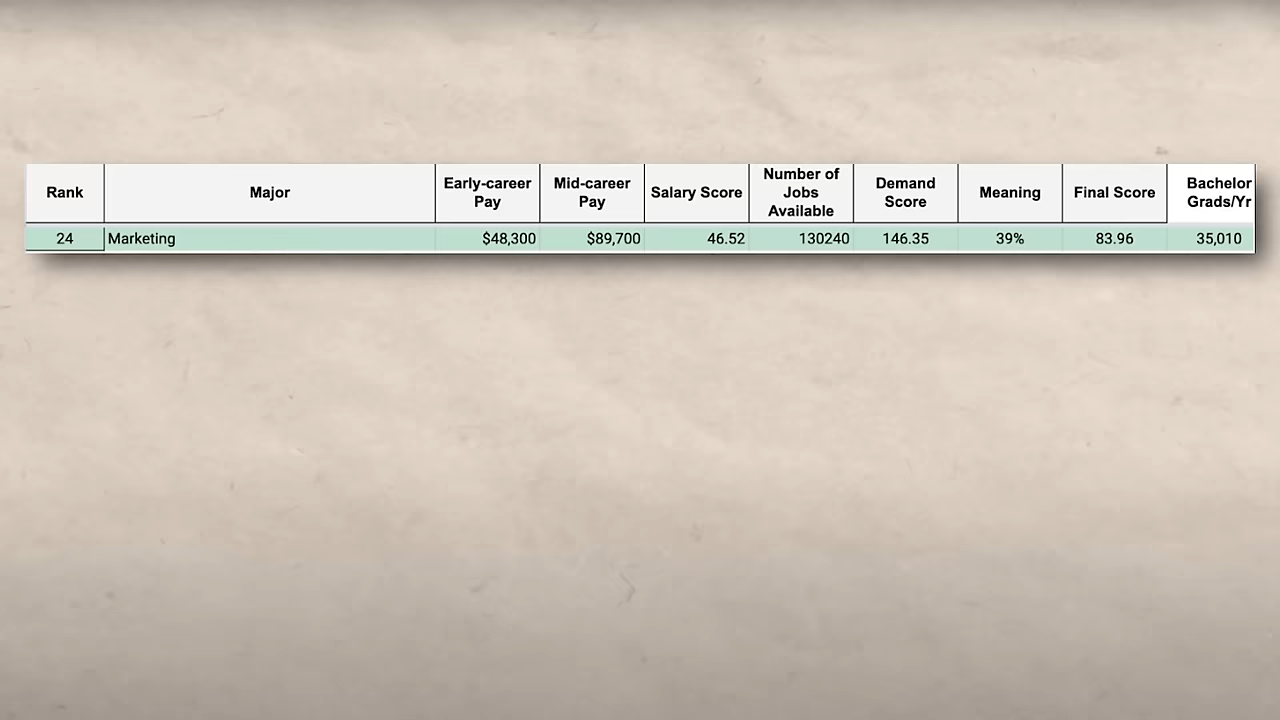 Rank Major Early-career Pay Mid-career Pay Salary Score Number of Jobs Available Demand Score Meaning Final Score Bachelor Grads/Yr
24 Marketing $48,300 $89,700 46.52 130240 146.35 39% 83.96 35,010